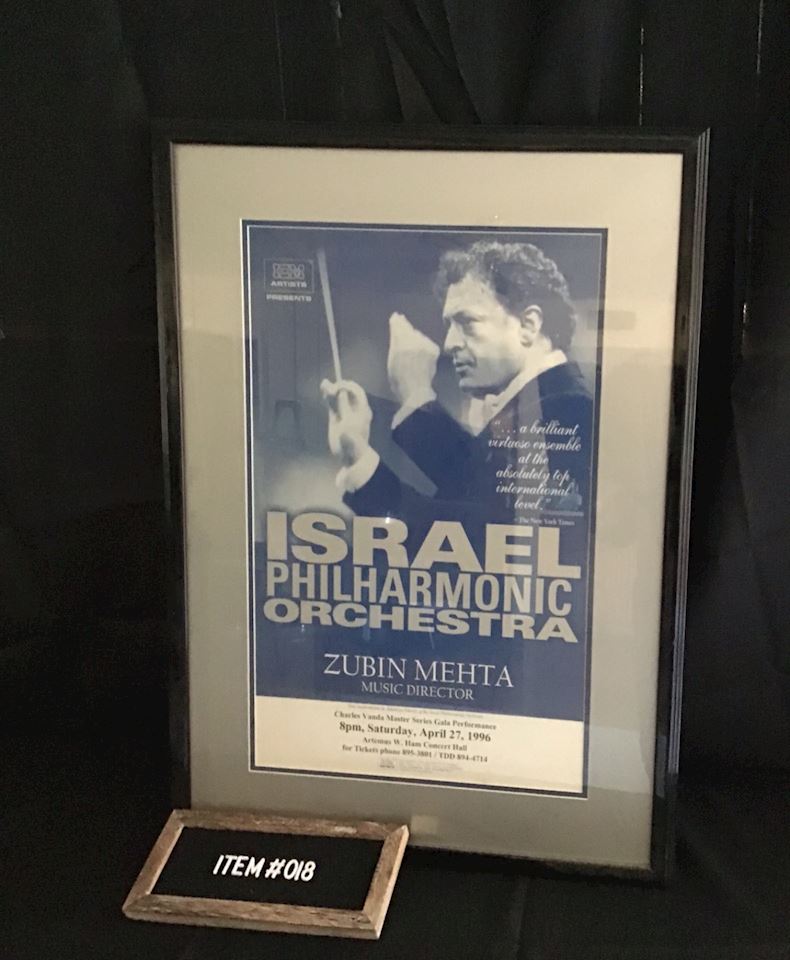 ARTISTS
PRESENTS
". . . a brilliant
virtuoso ensemble
at the
absolutely top
international
level."
- The New York Times
ISRAEL
PHILHARMONIC
ORCHESTRA
ZUBIN MEHTA
MUSIC DIRECTOR
Charles Vanda Master Series Gala Performance
8pm, Saturday, April 27, 1996
Artemus W. Ham Concert Hall
for Tickets phone 895-3801 / TDD 894-4714
ITEM #018